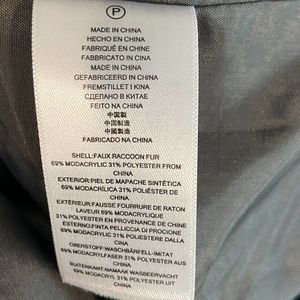 P
MADE IN CHINA
HECHO EN CHINA
FABRIQUÉ EN CHINE
FABBRICATO IN CINA
MADE IN CHINA
GEFABRICEERD IN CHINA
FREMSTILLET I KINA
СДЕЛАНО В КИТАЕ
FEITO NA CHINA
中国製
中国制造
中國製造
FABRICADO NA CHINA
SHELL:FAUX RACCOON FUR
69% MODACRYLIC 31% POLYESTER FROM
CHINA
EXTERIOR:PIEL DE MAPACHE SINTÉTICA
69% MODACRÍLICA 31% POLIÉSTER DE
CHINA
EXTÉRIEUR:FAUSSE FOURRURE DE RATON
LAVEUR 69% MODACRYLIQUE
31% POLYESTER EN PROVENANCE DE CHINE
ESTERNO:FINTA PELLICCIA DI PROCIONE
69% MODACRILICO 31% POLIESTERE DALLA
CINA
OBERSTOFF:WASCHBÄRFELL-IMITAT
69% MODACRYLFASER 31% POLYESTER AUS
CHINA
BUITENKANT:NAMAAK WASBEERVACHT
69% MODACRYL 31% POLYESTER UIT
CHINA